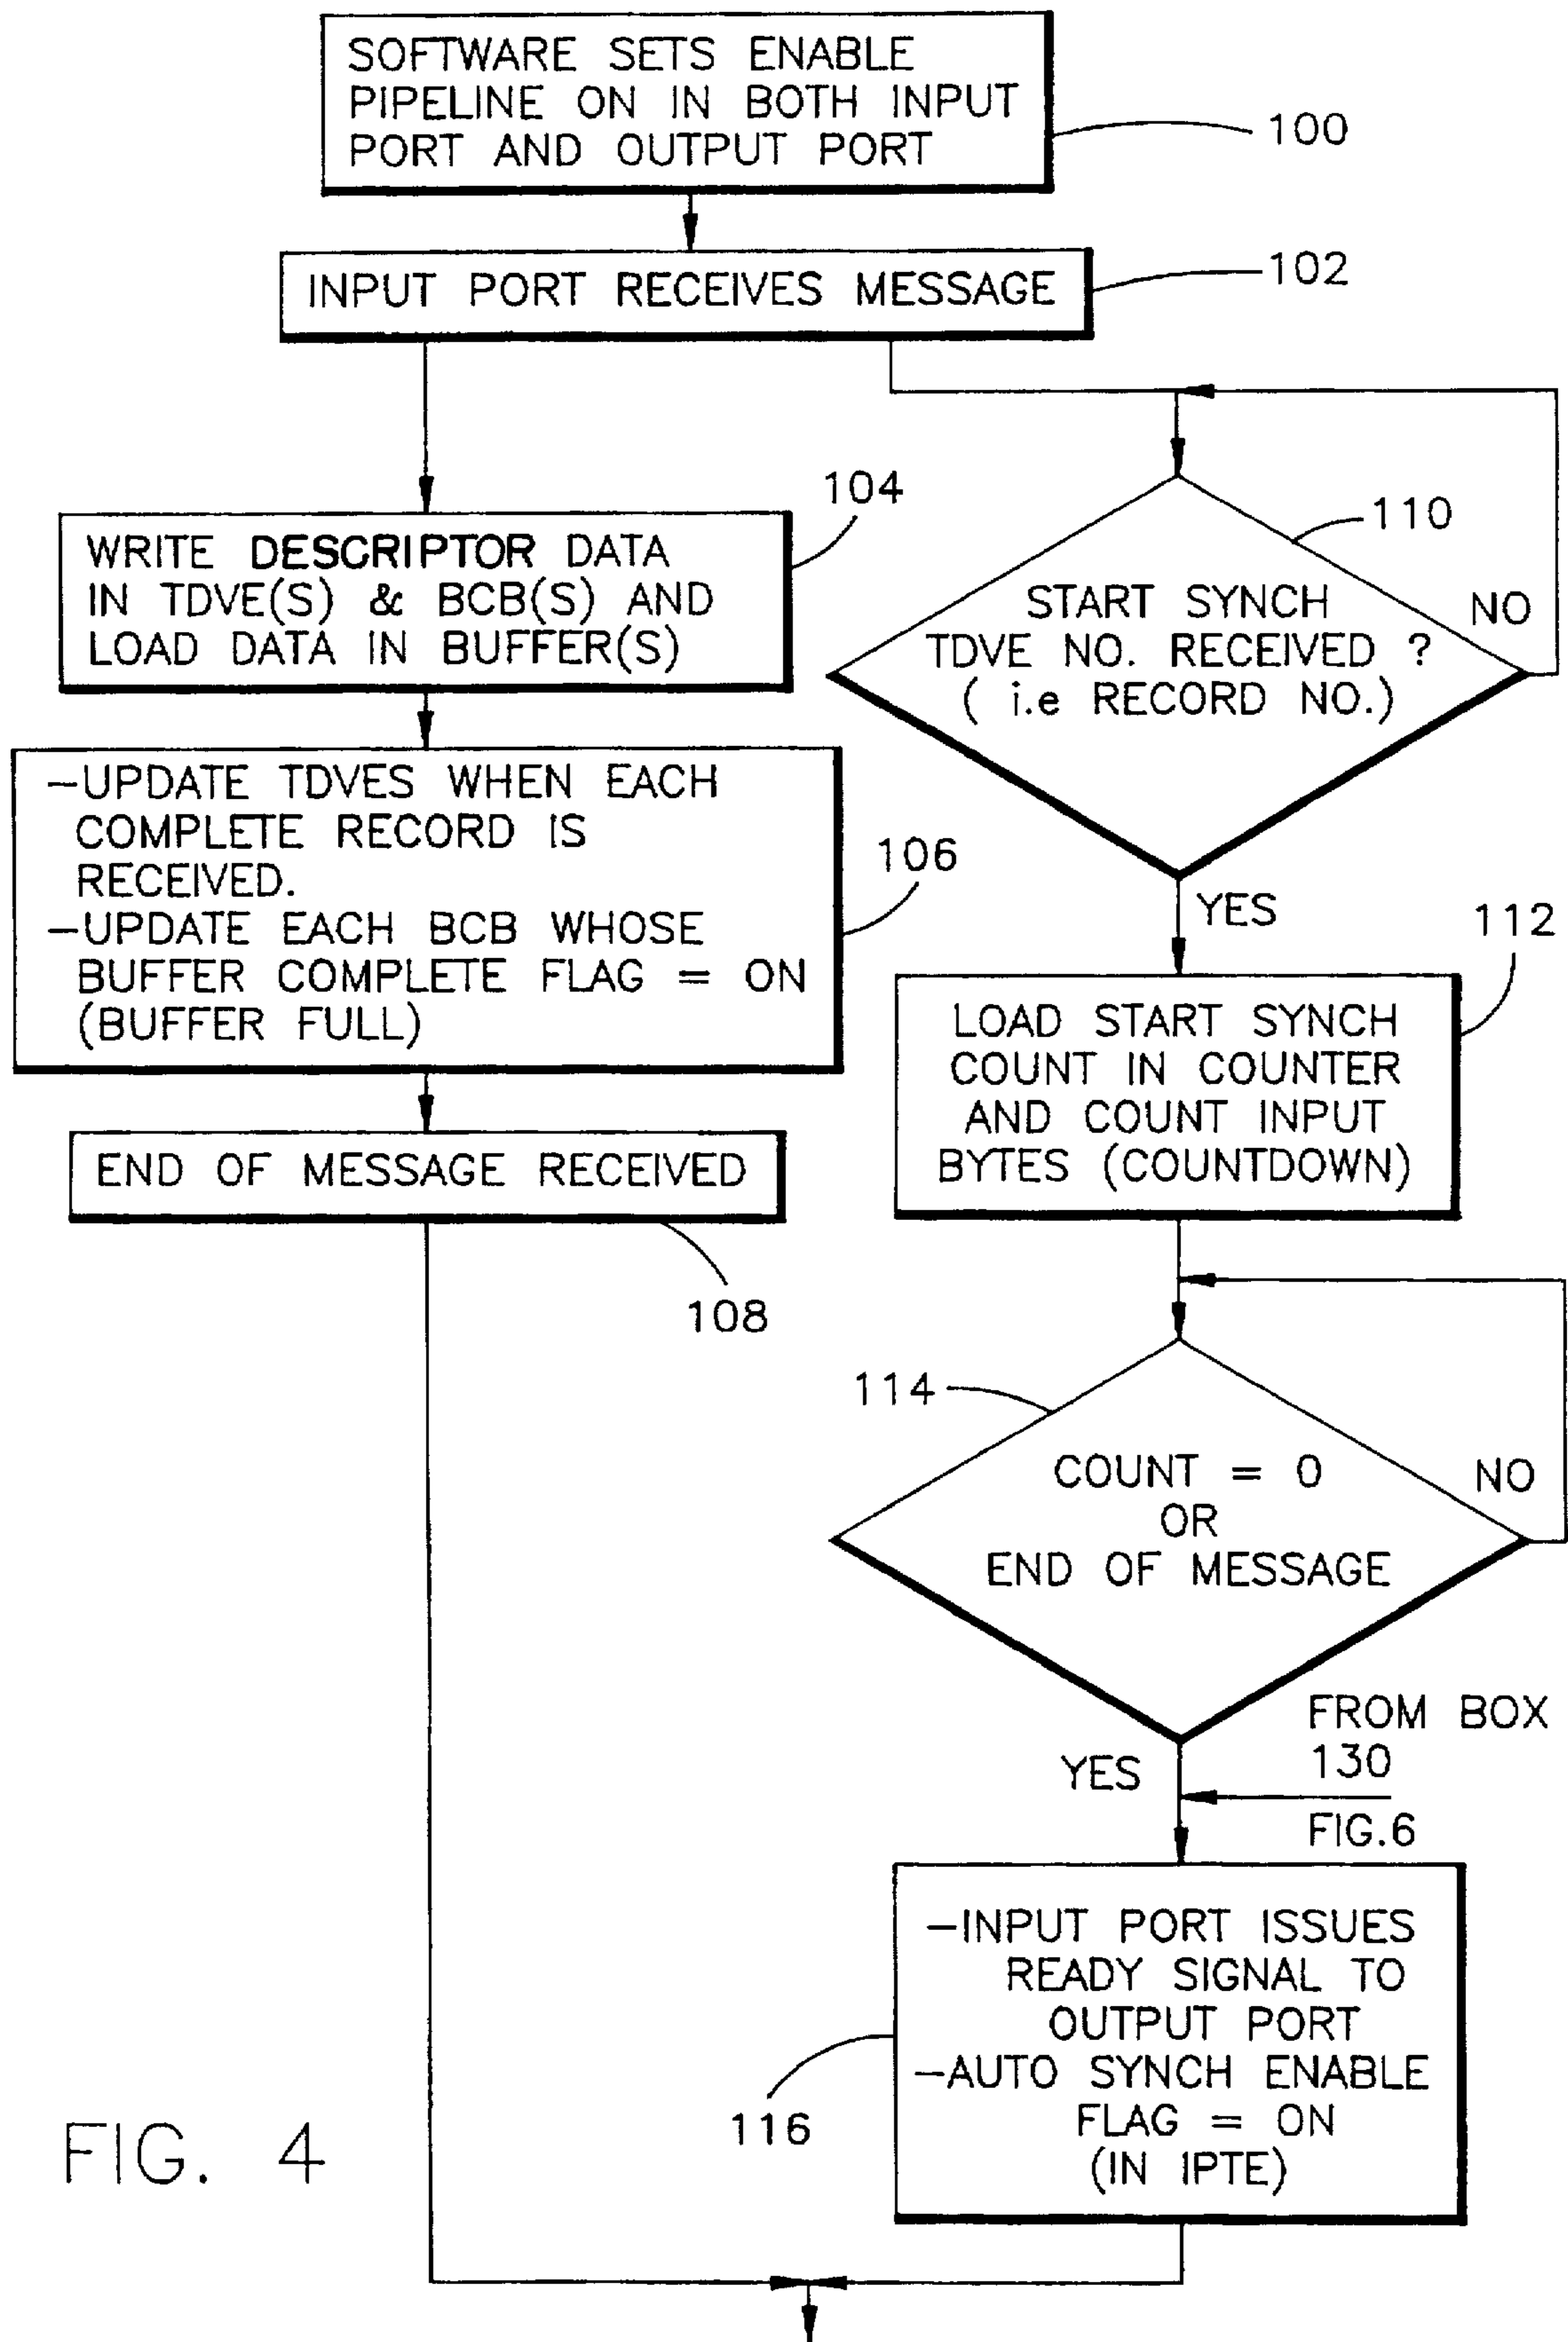 SOFTWARE SETS ENABLE
PIPELINE ON IN BOTH INPUT
PORT AND OUTPUT PORT
100
INPUT PORT RECEIVES MESSAGE
102
104
WRITE DESCRIPTOR DATA
IN TDVE(S) & BCB(S) AND
LOAD DATA IN BUFFER(S)
-UPDATE TDVES WHEN EACH
COMPLETE RECORD IS
RECEIVED.
-UPDATE EACH BCB WHOSE
BUFFER COMPLETE FLAG = ON
(BUFFER FULL)
106
END OF MESSAGE RECEIVED
108
110
START SYNCH
TDVE NO. RECEIVED ?
( i.e RECORD NO.)
NO
YES
112
LOAD START SYNCH
COUNT IN COUNTER
AND COUNT INPUT
BYTES (COUNTDOWN)
114
COUNT = 0
OR
END OF MESSAGE
NO
YES
FROM BOX
130
FIG.6
-INPUT PORT ISSUES
READY SIGNAL TO
OUTPUT PORT
-AUTO SYNCH ENABLE
FLAG = ON
(IN IPTE)
116
FIG. 4